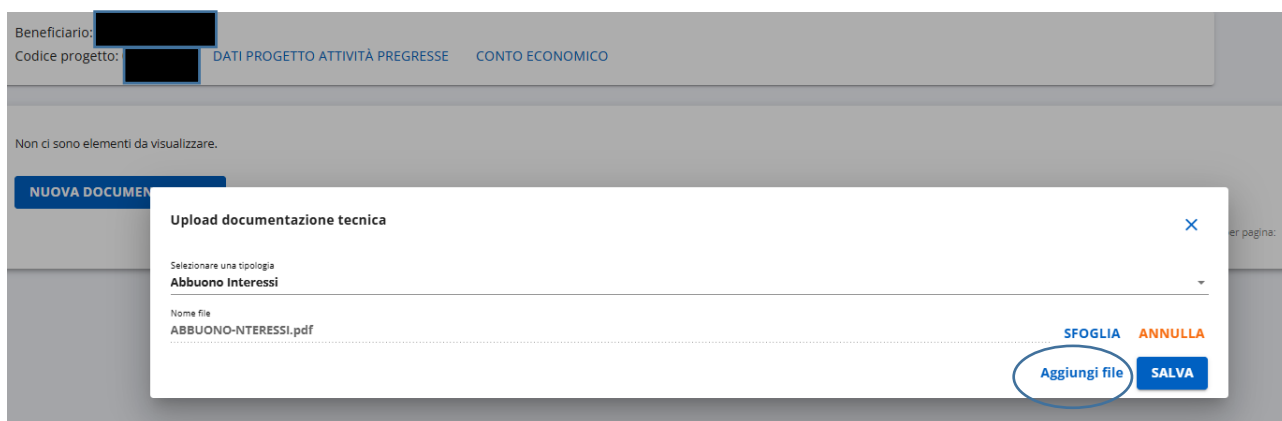 Beneficiario:
Codice progetto: DATI PROGETTO ATTIVITÀ PREGRESSE CONTO ECONOMICO
Non ci sono elementi da visualizzare.
NUOVA
Upload documentazione tecnica
er pagina:
Selezionare una tipologia
Abbuono Interessi
Nome file
ABBUONO-NTERESSI.pdf
SFOGLIA ANNULLA
Aggiungi file SALVA